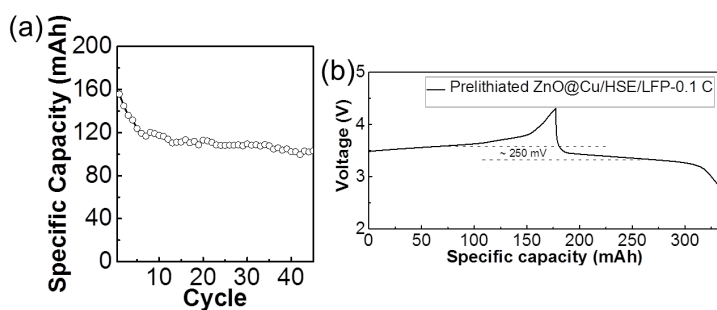 (a)
Specific Capacity (mAh)
200
160
120
80
40
0
10
20
30
40
Cycle
(b)
Voltage (V)
5
4
3
2
Prelithiated ZnO@Cu/HSE/LFP-0.1 C
~ 250 mV
0
50
100
150
200
250
300
Specific capacity (mAh)